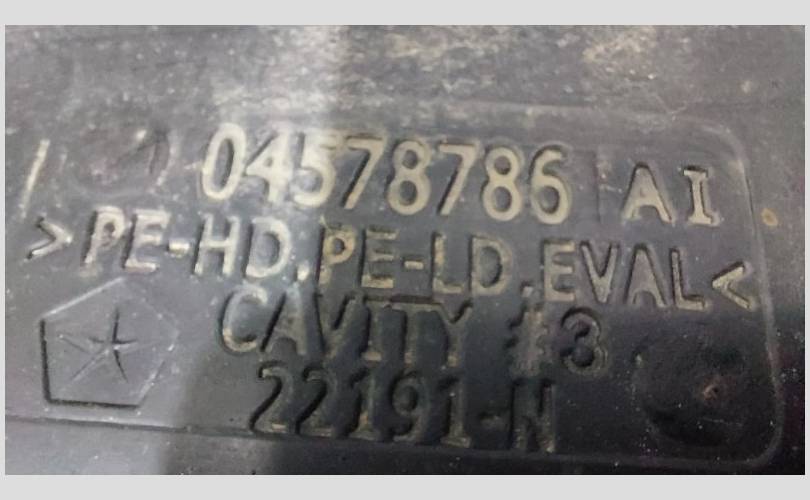 04578786 AI
>PE-HD,PE-LD,EVAL<
CAVITY #3
22191-N